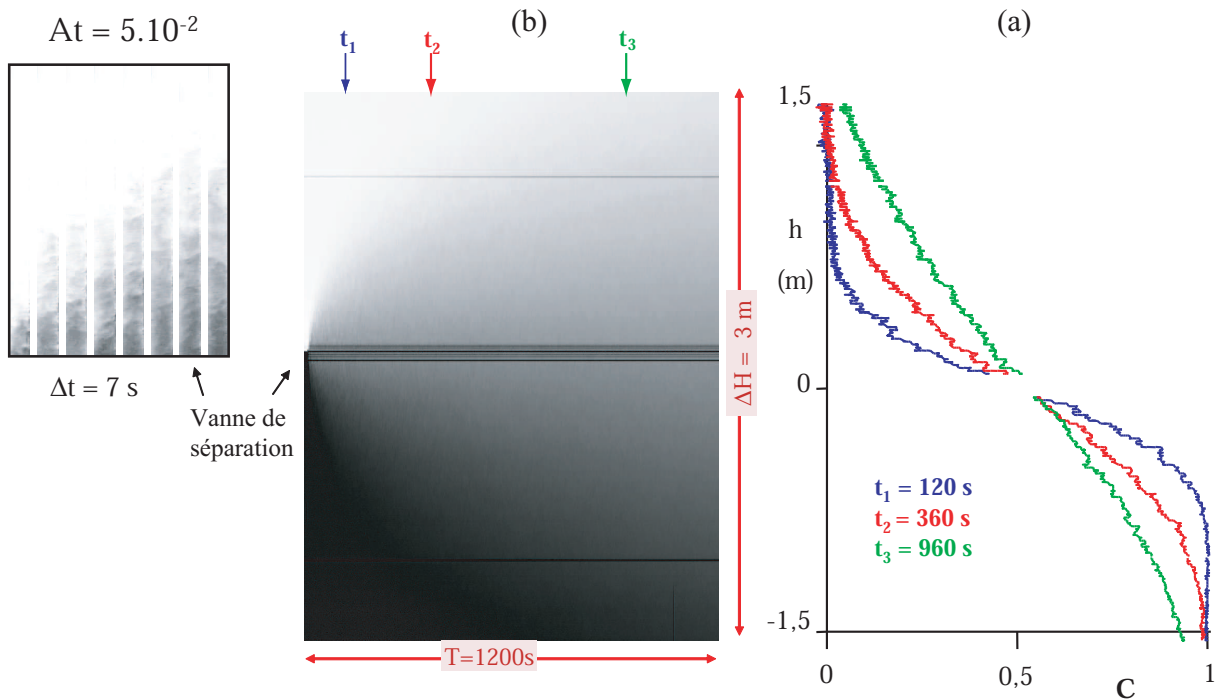 At = 5.10⁻²
Δt = 7 s
Vanne de
séparation
(b)
t₁
t₂
t₃
ΔH = 3 m
T=1200s
(a)
1,5
h
(m)
0
-1,5
t₁ = 120 s
t₂ = 360 s
t₃ = 960 s
0
0,5
1
C